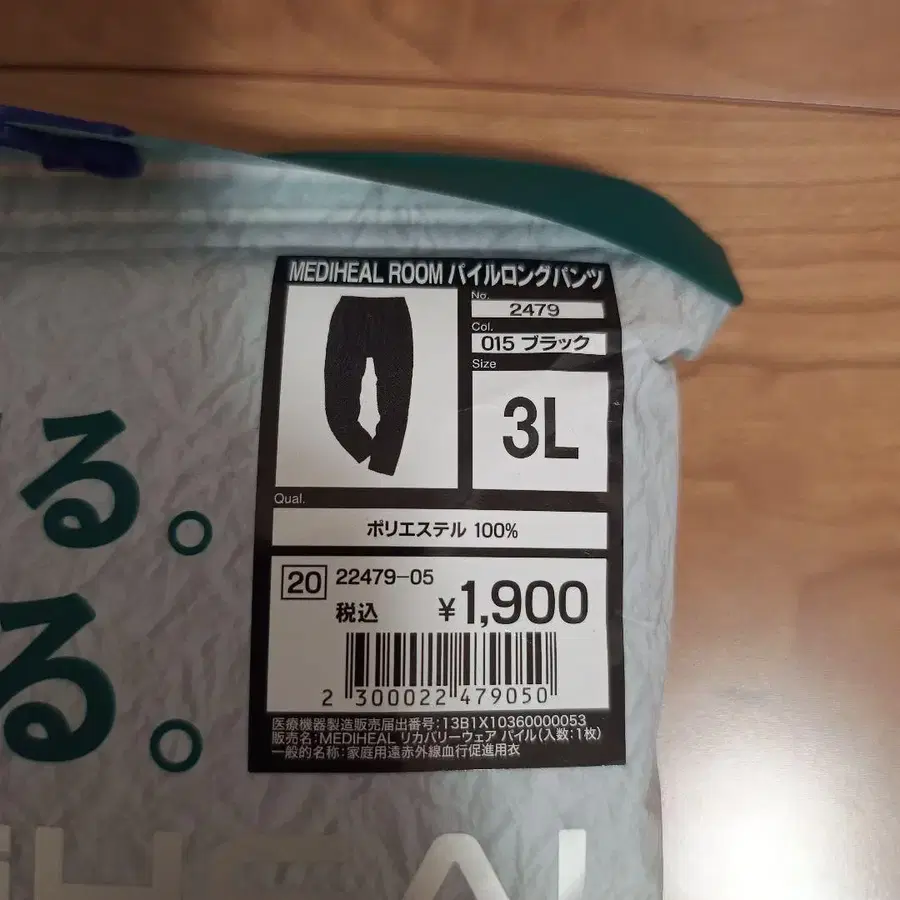 MEDIHEAL ROOM パイルロングパンツ
No.
2479
Col.
015 ブラック
Size
3L
Qual.
ポリエステル 100%
20 22479-05
税込 ¥1,900
2 300022 479050
医療機器製造販売届出番号:13B1X10360000053
販売名:MEDIHEAL リカバリーウェア パイル(入数:1枚)
一般的名称:家庭用遠赤外線血行促進用衣
る。
る。